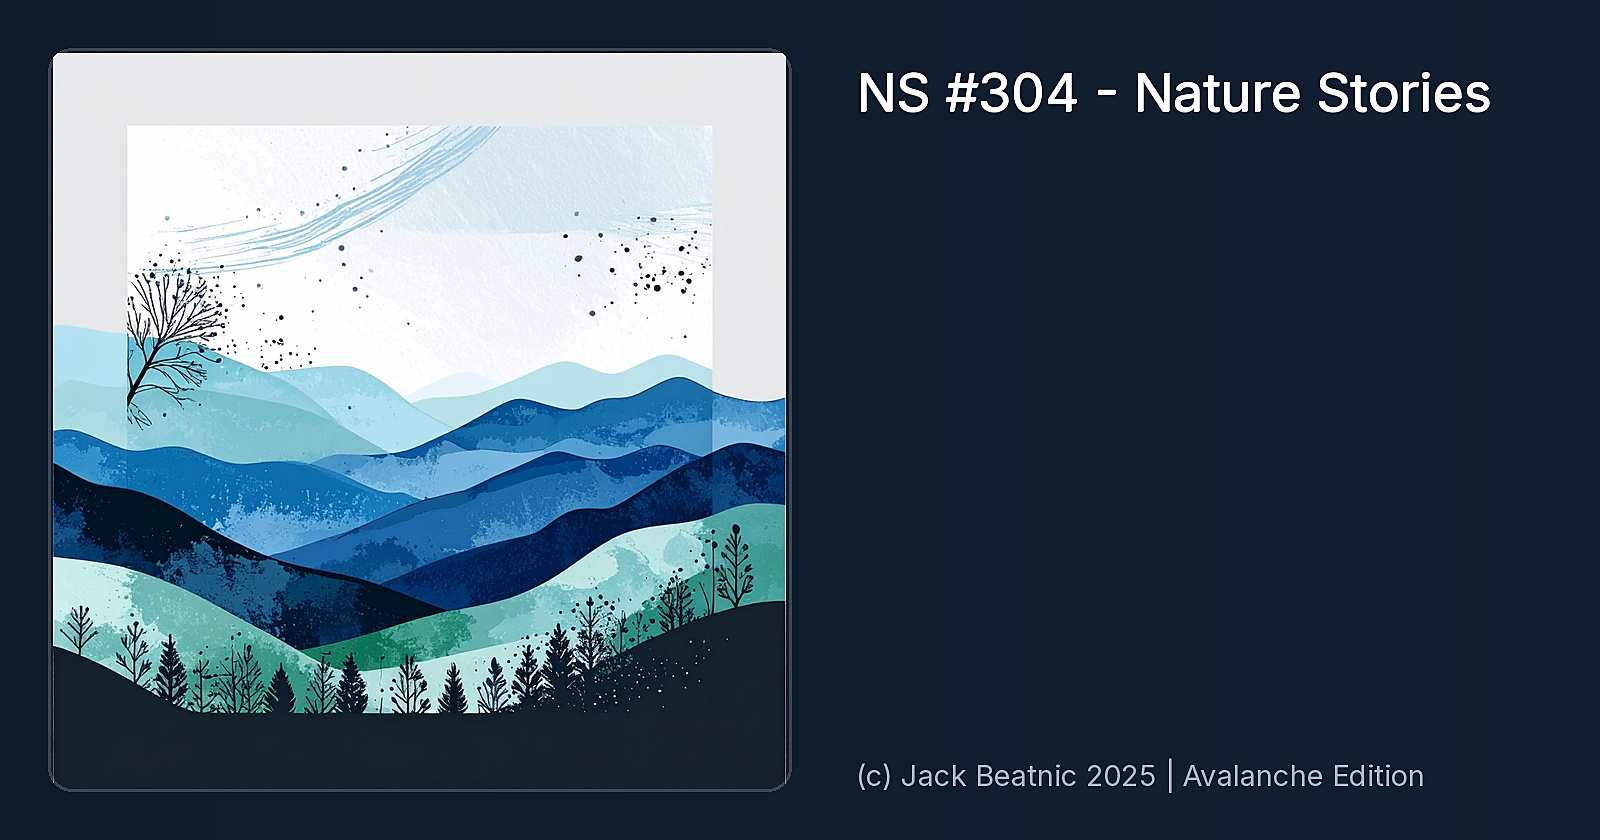 NS #304 - Nature Stories
(c) Jack Beatnic 2025 | Avalanche Edition